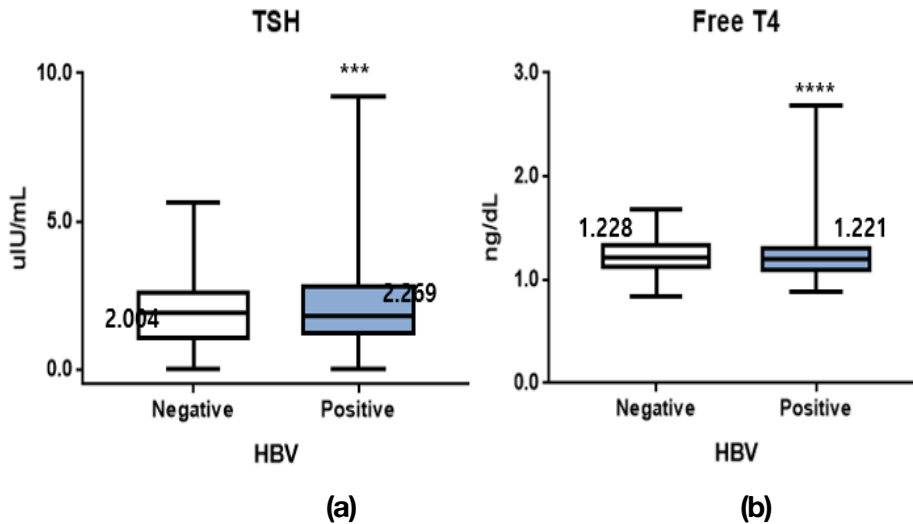 TSH
10.0
***
5.0
0.0
uIU/mL
2.004
2.269
Negative
Positive
HBV
(a)
Free T4
3.0
****
2.0
1.0
0.0
ng/dL
1.228
1.221
Negative
Positive
HBV
(b)